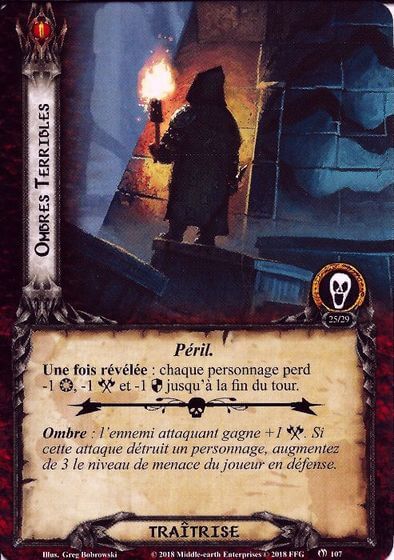 OMBRES TERRIBLES
25/29
Péril.
Une fois révélée : chaque personnage perd
-1 , -1 et -1 jusqu'à la fin du tour.
Ombre : l'ennemi attaquant gagne +1 . Si
cette attaque détruit un personnage, augmentez
de 3 le niveau de menace du joueur en défense.
TRAÎTRISE
Illus. Greg Bobrowski © 2018 Middle-earth Enterprises © 2018 FFG 107